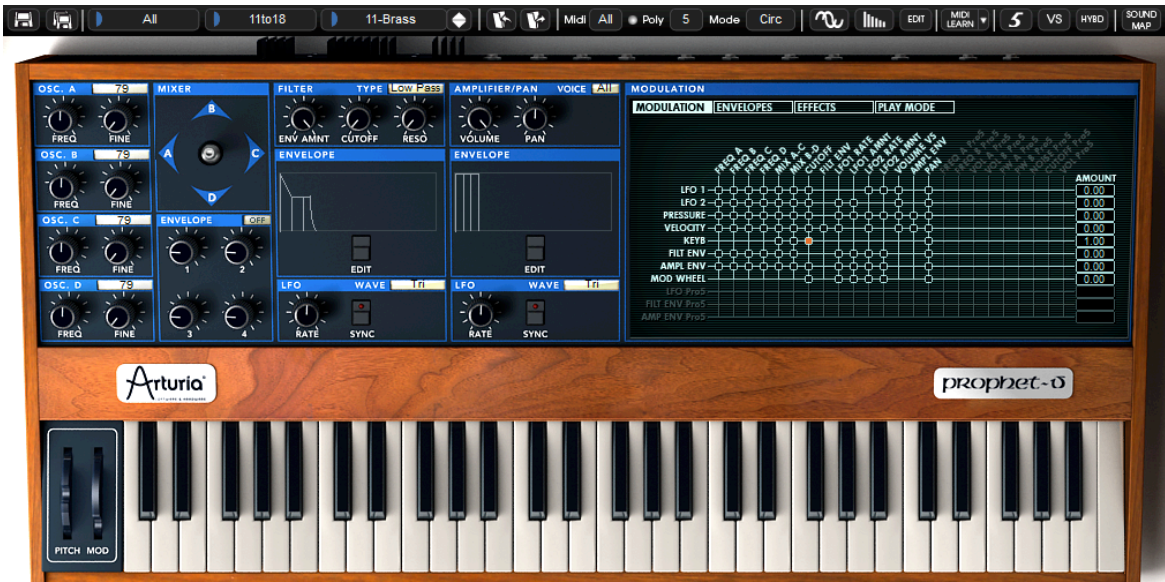 All 11to18 11-Brass Midi All Poly 5 Mode Circ EDIT MIDI LEARN 5 VS HYBD SOUND MAP
OSC. A 79
FREQ FINE
OSC. B 79
FREQ FINE
OSC. C 79
FREQ FINE
OSC. D 79
FREQ FINE
MIXER
B
A C
D
ENVELOPE OFF
1 2
3 4
FILTER TYPE Low Pass
ENV AMNT CUTOFF RESO
ENVELOPE
EDIT
LFO WAVE Tri
RATE SYNC
AMPLIFIER/PAN VOICE All
VOLUME PAN
ENVELOPE
EDIT
LFO WAVE Tri
RATE SYNC
MODULATION
MODULATION ENVELOPES EFFECTS PLAY MODE
FREQ A
FREQ B
FREQ C
FREQ D
MIX A-C
MIX B-D
CUTOFF
FILT ENV
LFO1 RATE
LFO1 AMNT
LFO2 RATE
LFO2 AMNT
VOLUME VS
AMPL ENV
PAN
AMOUNT
LFO 1 0.00
LFO 2 0.00
PRESSURE 0.00
VELOCITY 0.00
KEYB 1.00
FILT ENV 0.00
AMPL ENV 0.00
MOD WHEEL 0.00
LFO Pro5
FILT ENV Pro5
AMP ENV Pro5
Arturia
prophet-V
PITCH MOD